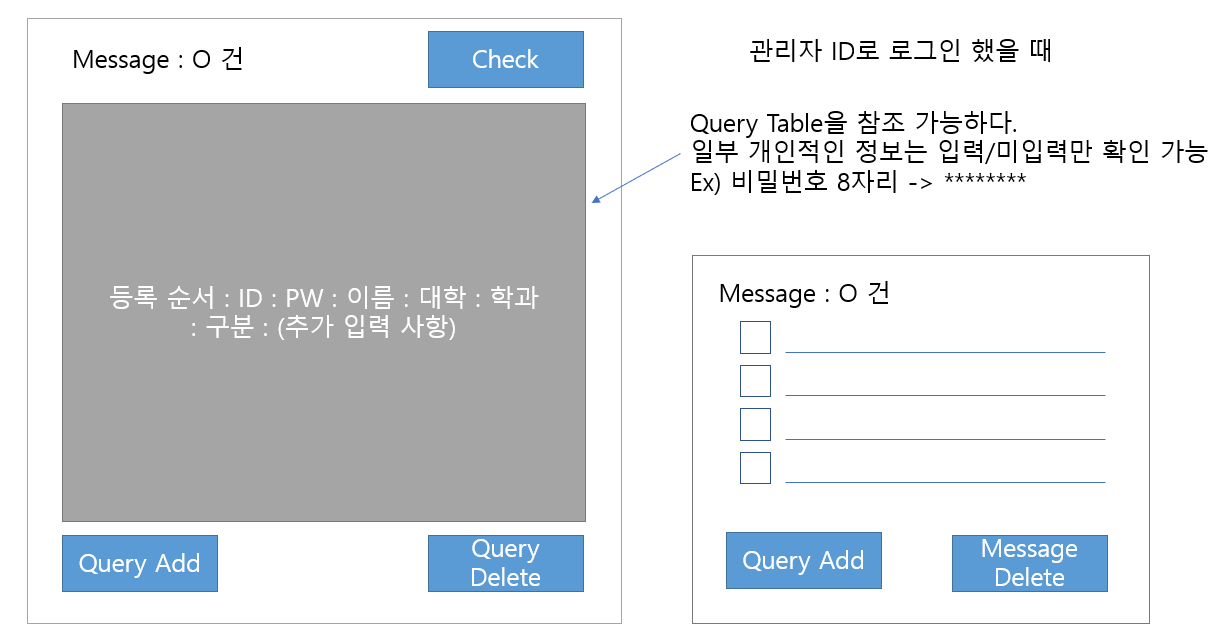 Message : O 건
Check
등록 순서 : ID : PW : 이름 : 대학 : 학과
: 구분 : (추가 입력 사항)
Query Add
Query
Delete
관리자 ID로 로그인 했을 때
Query Table을 참조 가능하다.
일부 개인적인 정보는 입력/미입력만 확인 가능
Ex) 비밀번호 8자리 -> ********
Message : O 건
Query Add
Message
Delete